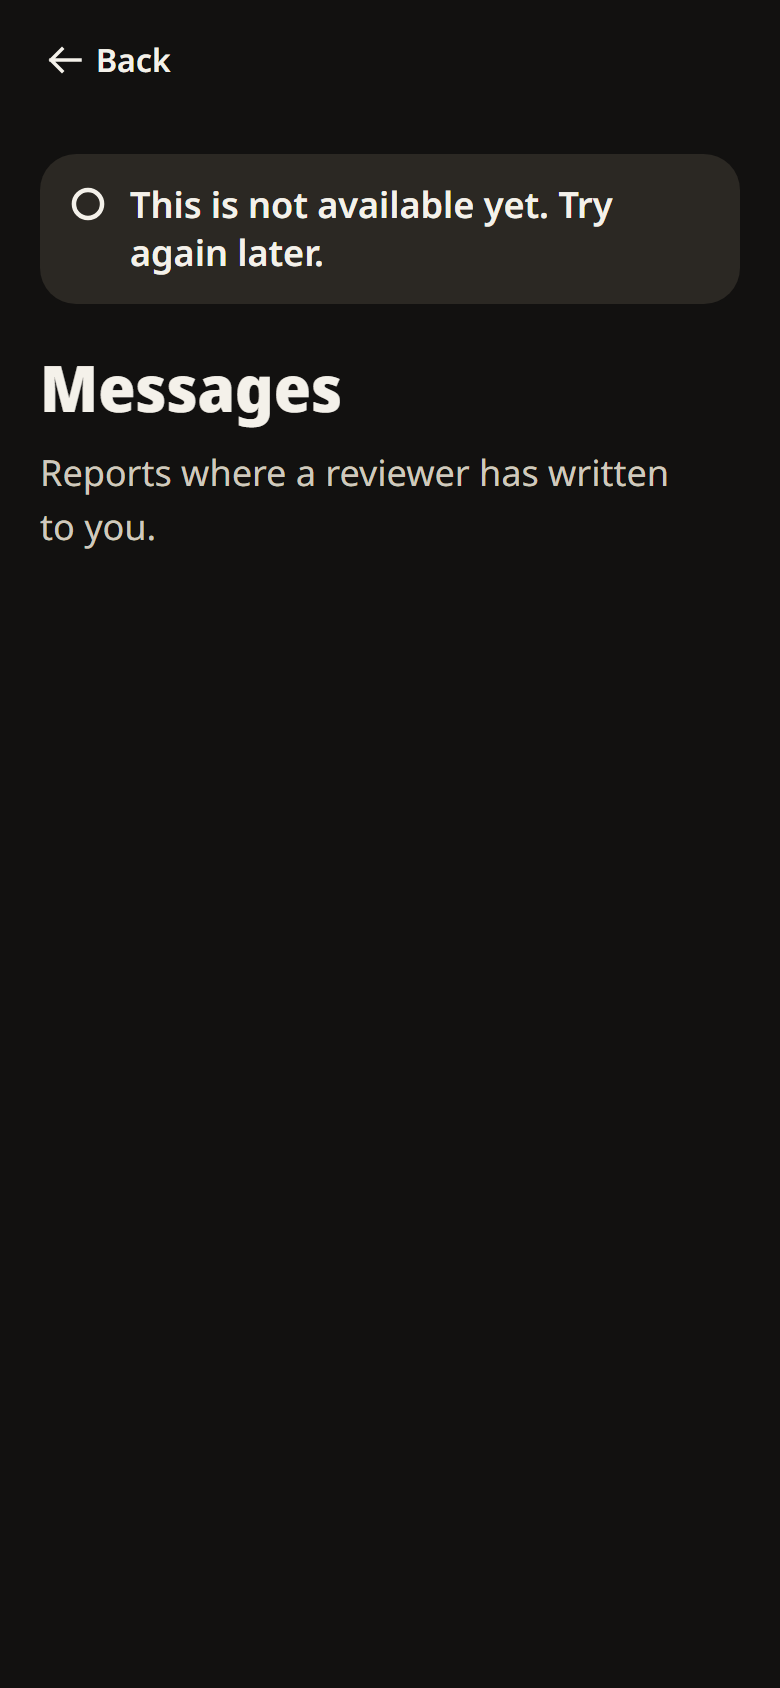 Back
This is not available yet. Try
again later.
Messages
Reports where a reviewer has written
to you.